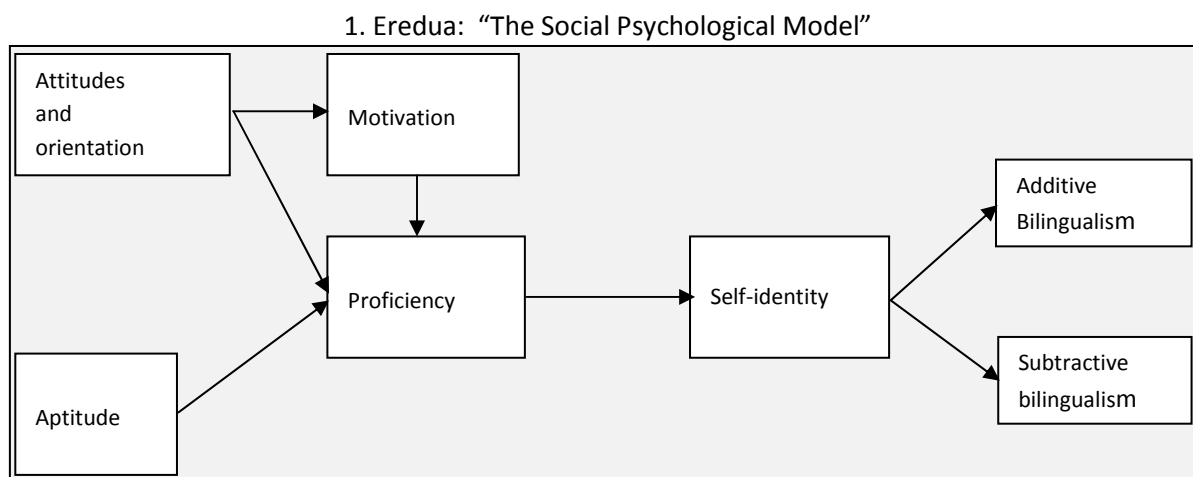 1. Eredua: “The Social Psychological Model”
Attitudes
and
orientation
Motivation
Additive
Bilingualism
Proficiency
Self-identity
Subtractive
bilingualism
Aptitude